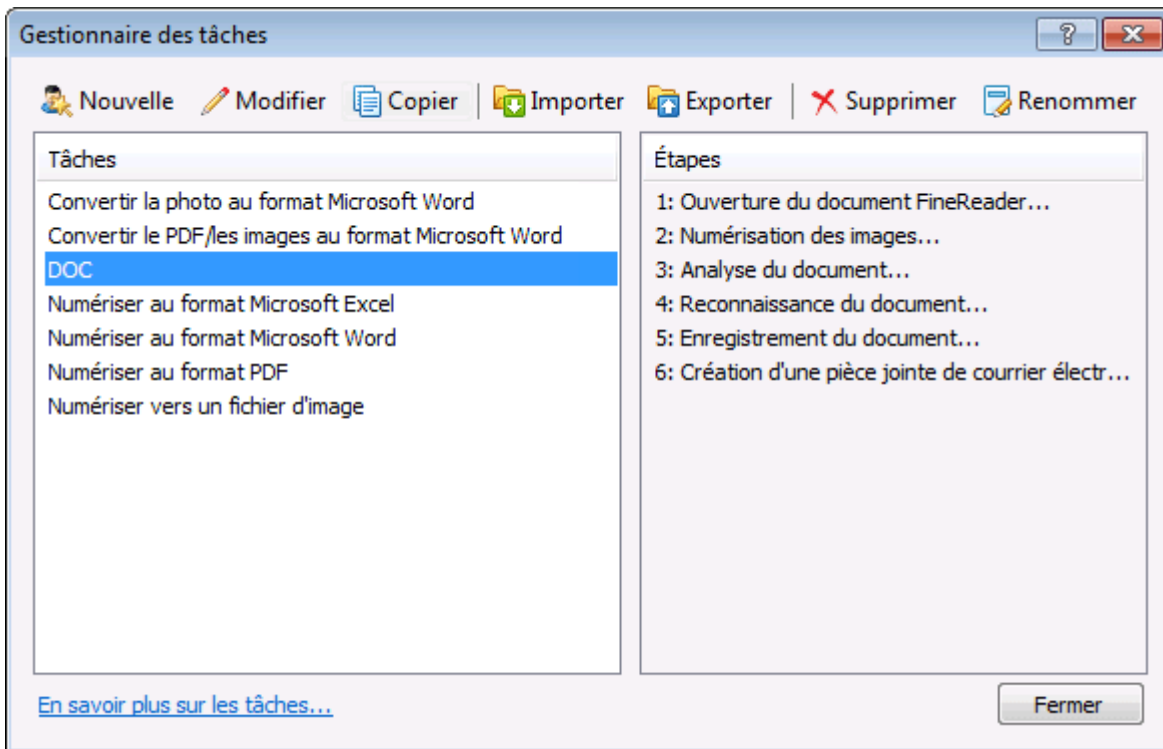 Gestionnaire des tâches
Nouvelle Modifier Copier Importer Exporter Supprimer Renommer
Tâches
Convertir la photo au format Microsoft Word
Convertir le PDF/les images au format Microsoft Word
DOC
Numériser au format Microsoft Excel
Numériser au format Microsoft Word
Numériser au format PDF
Numériser vers un fichier d'image
Étapes
1: Ouverture du document FineReader...
2: Numérisation des images...
3: Analyse du document...
4: Reconnaissance du document...
5: Enregistrement du document...
6: Création d'une pièce jointe de courrier électr...
En savoir plus sur les tâches...
Fermer